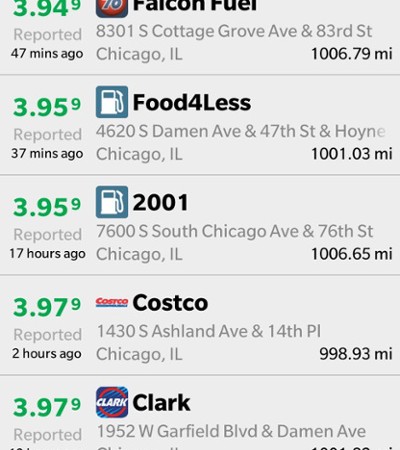 3.94⁹
76 Falcon Fuel
8301 S Cottage Grove Ave & 83rd St
Reported
47 mins ago
1006.79 mi
3.95⁹
Food4Less
4620 S Damen Ave & 47th St & Hoyne
Reported
37 mins ago
Chicago, IL
1001.03 mi
3.95⁹
2001
7600 S South Chicago Ave & 76th St
Reported
17 hours ago
Chicago, IL
1006.65 mi
3.97⁹
COSTCO Costco
1430 S Ashland Ave & 14th Pl
Reported
2 hours ago
Chicago, IL
998.93 mi
3.97⁹
CLARK Clark
1952 W Garfield Blvd & Damen Ave
Reported